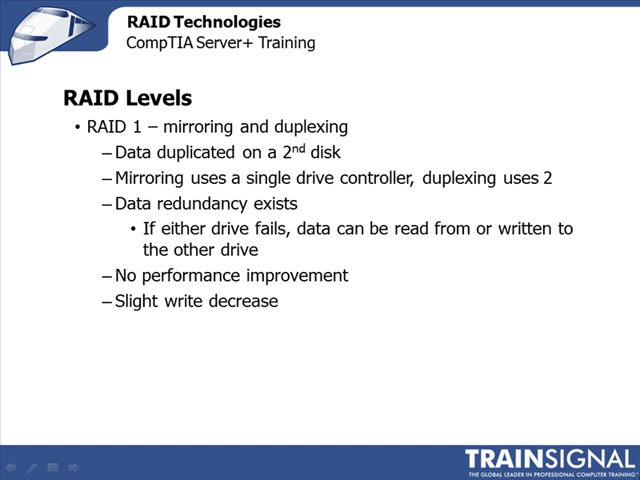 RAID Technologies
CompTIA Server+ Training
RAID Levels
• RAID 1 – mirroring and duplexing
– Data duplicated on a 2nd disk
– Mirroring uses a single drive controller, duplexing uses 2
– Data redundancy exists
• If either drive fails, data can be read from or written to
the other drive
– No performance improvement
– Slight write decrease
TRAINSIGNAL
THE GLOBAL LEADER IN PROFESSIONAL COMPUTER TRAINING